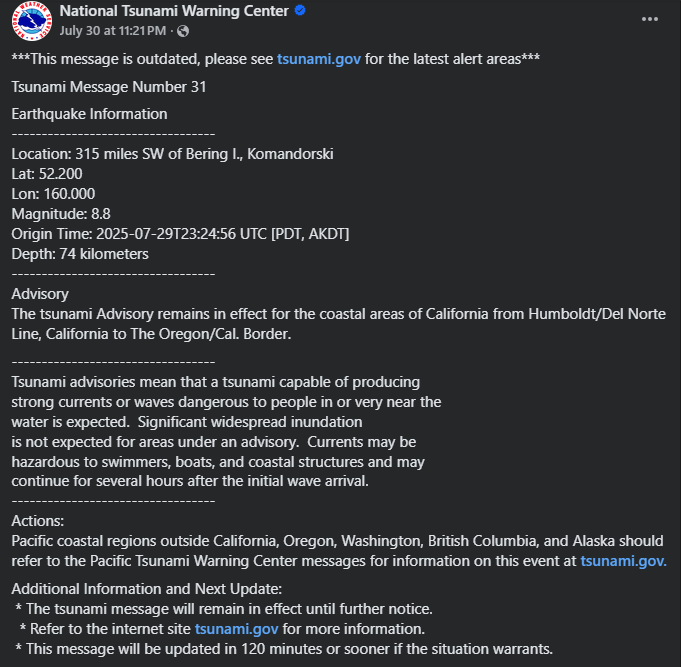 National Tsunami Warning Center
July 30 at 11:21 PM ·
***This message is outdated, please see tsunami.gov for the latest alert areas***
Tsunami Message Number 31
Earthquake Information
----------------------------------
Location: 315 miles SW of Bering I., Komandorski
Lat: 52.200
Lon: 160.000
Magnitude: 8.8
Origin Time: 2025-07-29T23:24:56 UTC [PDT, AKDT]
Depth: 74 kilometers
----------------------------------
Advisory
The tsunami Advisory remains in effect for the coastal areas of California from Humboldt/Del Norte
Line, California to The Oregon/Cal. Border.
----------------------------------
Tsunami advisories mean that a tsunami capable of producing
strong currents or waves dangerous to people in or very near the
water is expected.  Significant widespread inundation
is not expected for areas under an advisory.  Currents may be
hazardous to swimmers, boats, and coastal structures and may
continue for several hours after the initial wave arrival.
----------------------------------
Actions:
Pacific coastal regions outside California, Oregon, Washington, British Columbia, and Alaska should
refer to the Pacific Tsunami Warning Center messages for information on this event at tsunami.gov.
Additional Information and Next Update:
* The tsunami message will remain in effect until further notice.
* Refer to the internet site tsunami.gov for more information.
* This message will be updated in 120 minutes or sooner if the situation warrants.